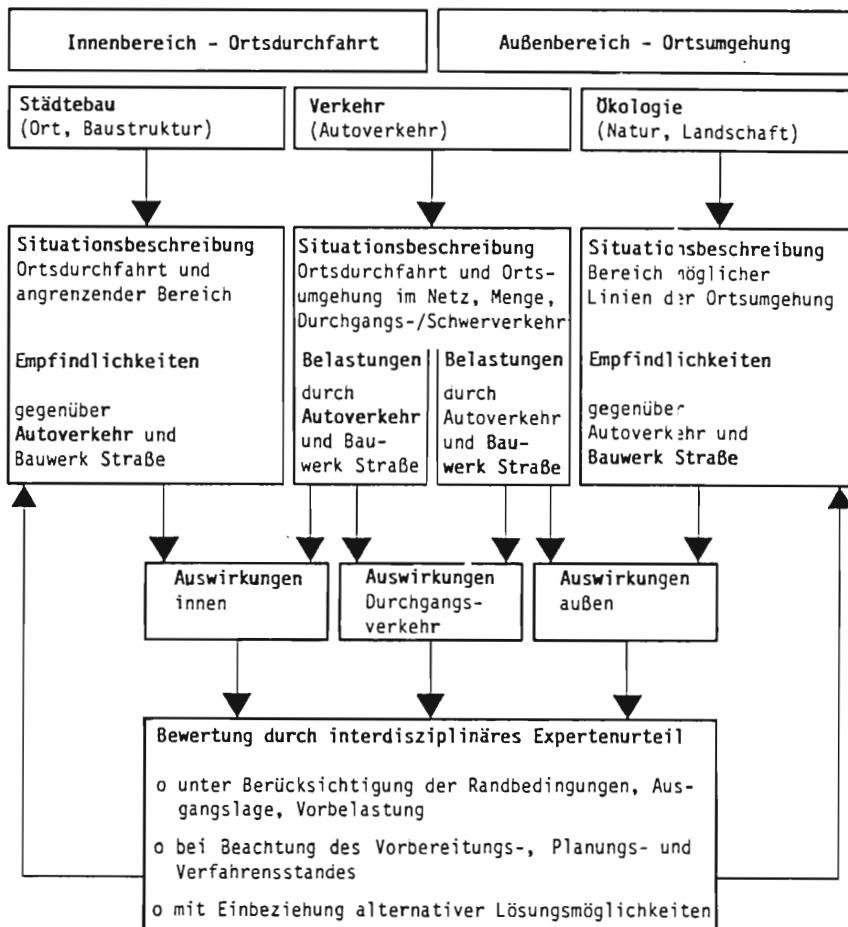 Innenbereich - Ortsdurchfahrt
Außenbereich - Ortsumgehung
Städtebau
(Ort, Baustruktur)
Verkehr
(Autoverkehr)
Ökologie
(Natur, Landschaft)
Situationsbeschreibung
Ortsdurchfahrt und
angrenzender Bereich
Empfindlichkeiten
gegenüber
Autoverkehr und
Bauwerk Straße
Situationsbeschreibung
Ortsdurchfahrt und Orts-
umgehung im Netz, Menge,
Durchgangs-/Schwerverkehr
Belastungen
durch
Autoverkehr
und Bau-
werk Straße
Belastungen
durch
Autoverkehr
und Bau-
werk Straße
Situationsbeschreibung
Bereich möglicher
Linien der Ortsumgehung
Empfindlichkeiten
gegenüber
Autoverkehr und
Bauwerk Straße
Auswirkungen
innen
Auswirkungen
Durchgangs-
verkehr
Auswirkungen
außen
Bewertung durch interdisziplinäres Expertenurteil
o unter Berücksichtigung der Randbedingungen, Aus-
gangslage, Vorbelastung
o bei Beachtung des Vorbereitungs-, Planungs- und
Verfahrensstandes
o mit Einbeziehung alternativer Lösungsmöglichkeiten